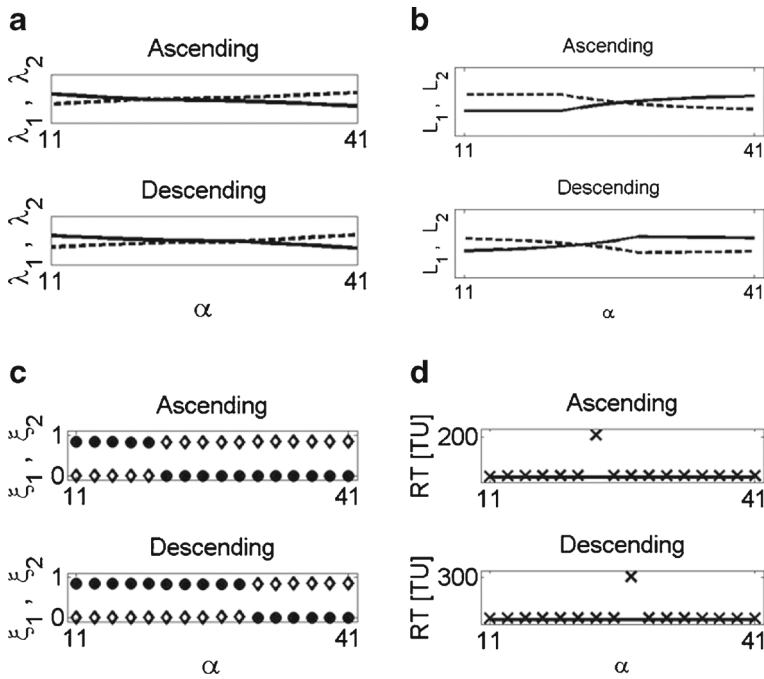 a
Ascending
λ1 , λ2
11
41
Descending
λ1 , λ2
11
41
α
b
Ascending
L1 , L2
11
41
Descending
L1 , L2
11
41
α
c
Ascending
ξ1 , ξ2
1
0
11
41
Descending
ξ1 , ξ2
1
0
11
41
α
d
Ascending
RT [TU]
200
11
41
Descending
RT [TU]
300
11
41
α